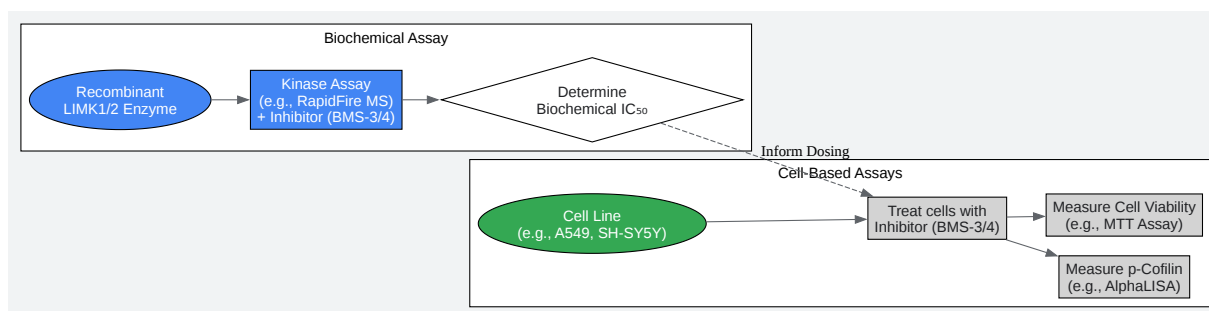 Biochemical Assay
Recombinant
LIMK1/2 Enzyme
Kinase Assay
(e.g., RapidFire MS)
+ Inhibitor (BMS-3/4)
Determine
Biochemical IC₅₀
Inform Dosing
Cell-Based Assays
Cell Line
(e.g., A549, SH-SY5Y)
Treat cells with
Inhibitor (BMS-3/4)
Measure Cell Viability
(e.g., MTT Assay)
Measure p-Cofilin
(e.g., AlphaLISA)